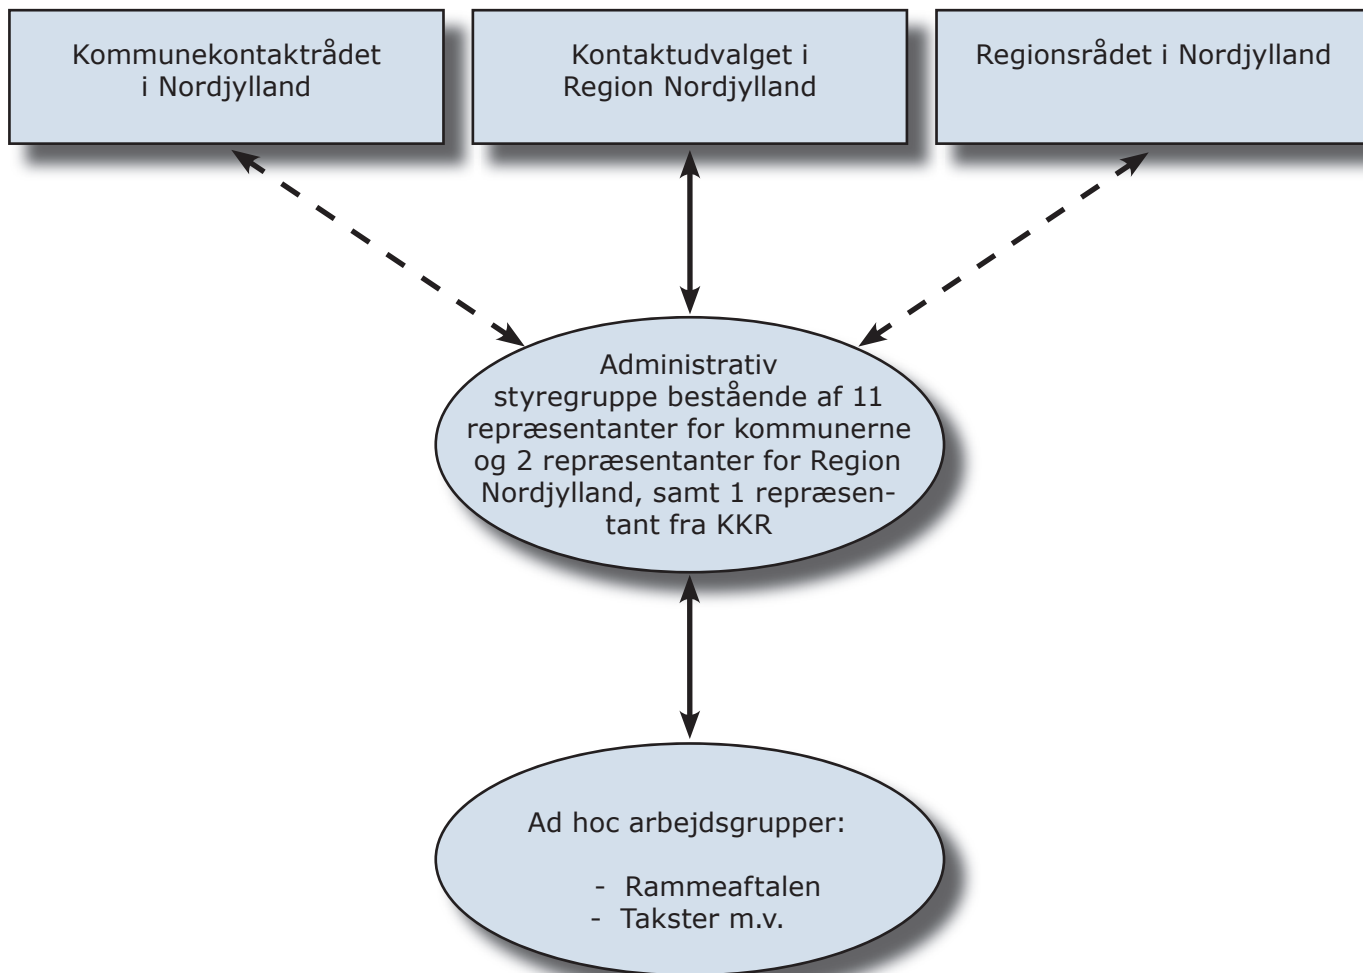 Kommunekontaktrådet
i Nordjylland
Kontaktudvalget i
Region Nordjylland
Regionsrådet i Nordjylland
Administrativ
styregruppe bestående af 11
repræsentanter for kommunerne
og 2 repræsentanter for Region
Nordjylland, samt 1 repræsen-
tant fra KKR
Ad hoc arbejdsgrupper:
- Rammeaftalen
- Takster m.v.